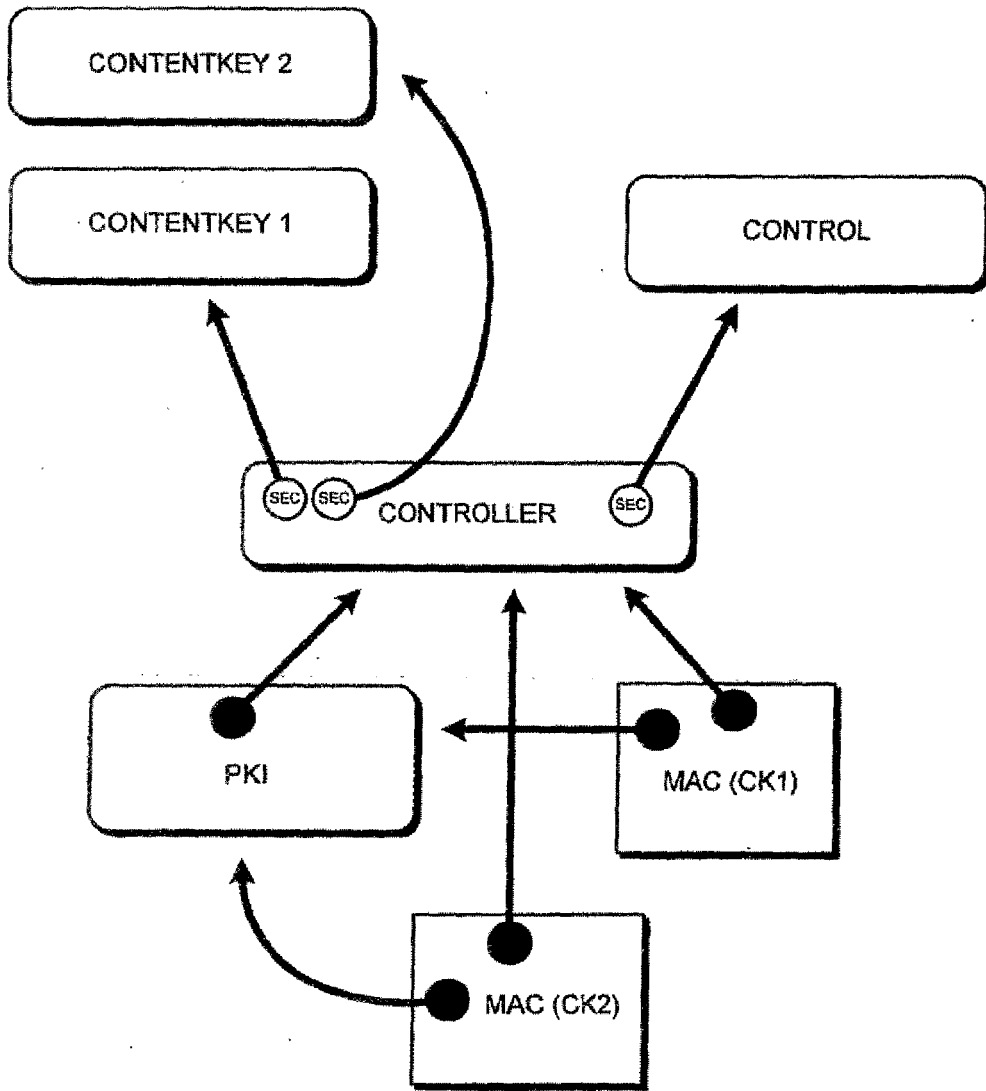 CONTENTKEY 2
CONTENTKEY 1
CONTROL
SEC SEC CONTROLLER SEC
PKI
MAC (CK1)
MAC (CK2)